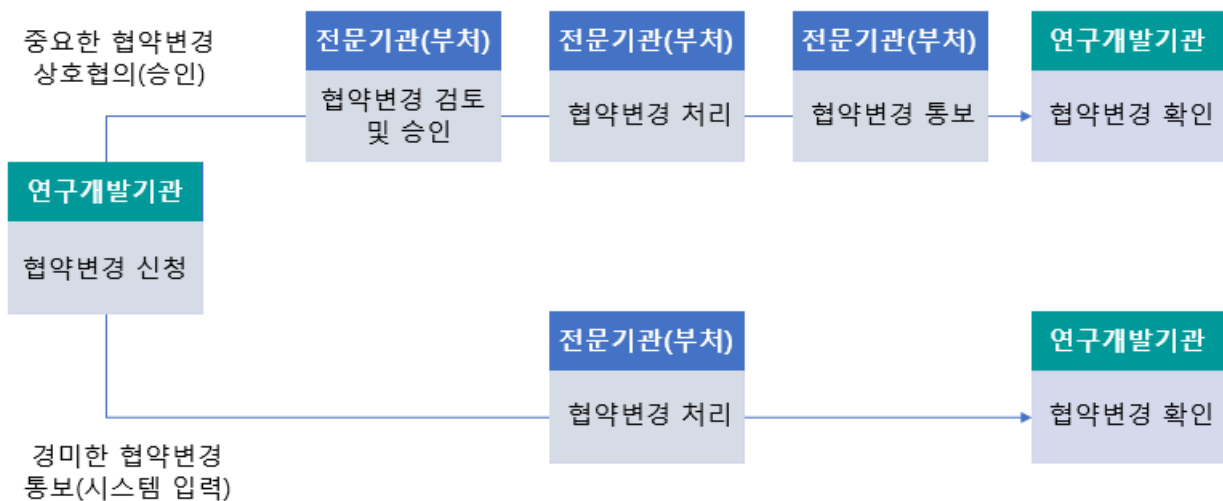 중요한 협약변경
상호협의(승인)
전문기관(부처)
협약변경 검토
및 승인
전문기관(부처)
협약변경 처리
전문기관(부처)
협약변경 통보
연구개발기관
협약변경 확인
연구개발기관
협약변경 신청
전문기관(부처)
협약변경 처리
연구개발기관
협약변경 확인
경미한 협약변경
통보(시스템 입력)